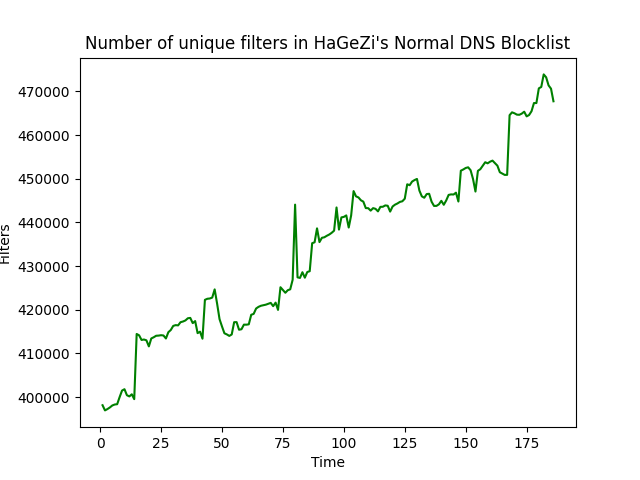 Number of unique filters in HaGeZi's Normal DNS Blocklist
470000
460000
450000
440000
430000
420000
410000
400000
Filters
0 25 50 75 100 125 150 175
Time